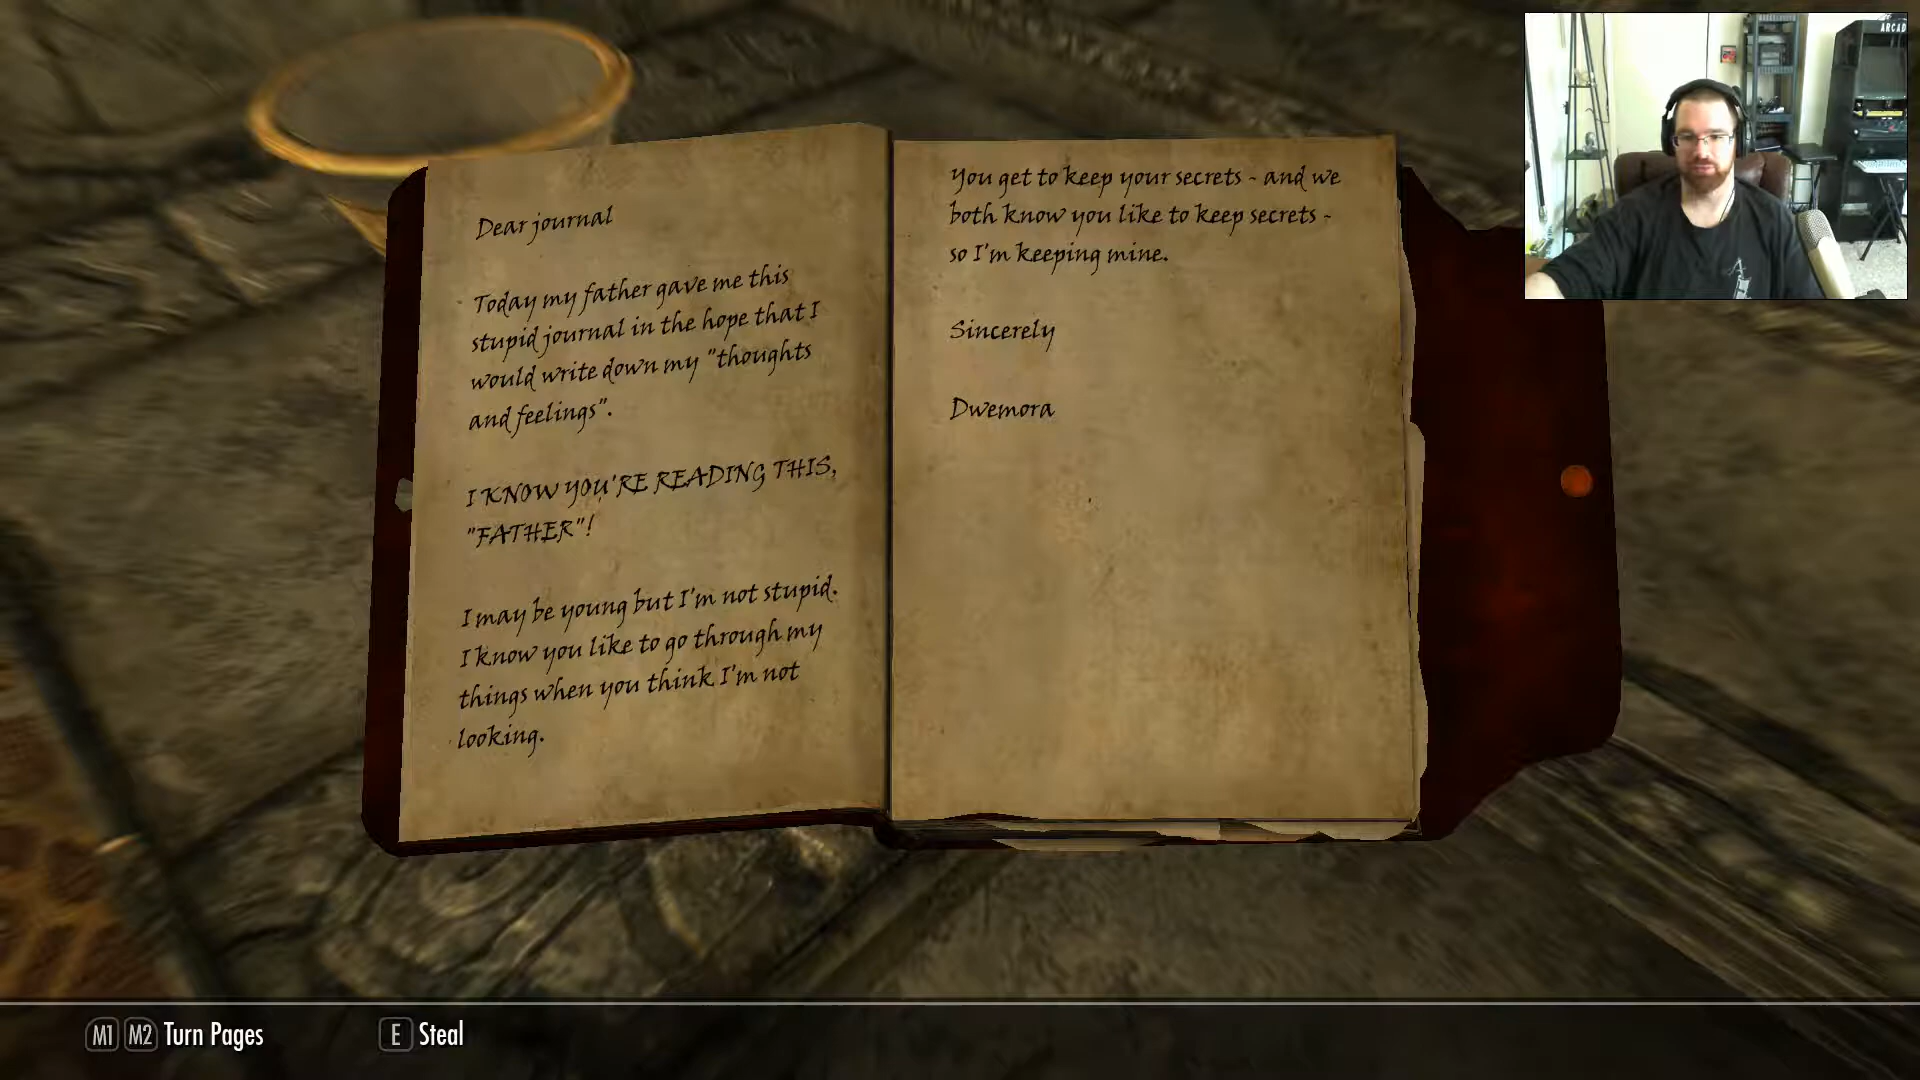 Dear journal
Today my father gave me this
stupid journal in the hope that I
would write down my "thoughts
and feelings".
I KNOW YOU'RE READING THIS,
"FATHER"!
I may be young but I'm not stupid.
I know you like to go through my
things when you think I'm not
looking.
You get to keep your secrets - and we
both know you like to keep secrets -
so I'm keeping mine.
Sincerely
Dwemora
ARCAD
M1 M2 Turn Pages
E Steal